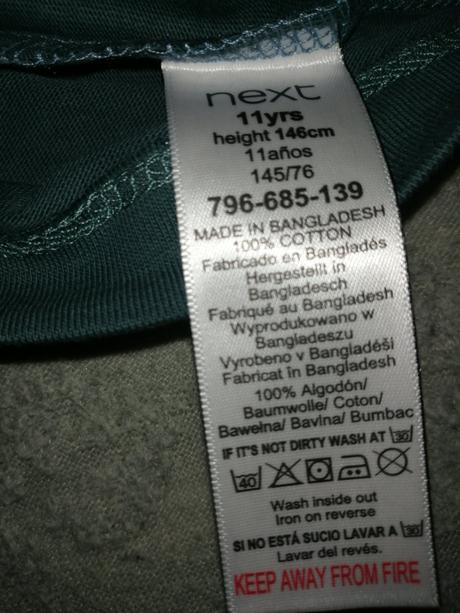 next
11yrs
height 146cm
11años
145/76
796-685-139
MADE IN BANGLADESH
100% COTTON
Fabricado en Bangladés
Hergestellt in
Bangladesch
Fabriqué au Bangladesh
Wyprodukowano w
Bangladeszu
Vyrobeno v Bangladéši
Fabricat în Bangladesh
100% Algodón/
Baumwolle/ Coton/
Bawełna/ Bavlna/ Bumbac
IF IT'S NOT DIRTY WASH AT 30
40
Wash inside out
Iron on reverse
SI NO ESTÁ SUCIO LAVAR A 30
Lavar del revés.
KEEP AWAY FROM FIRE